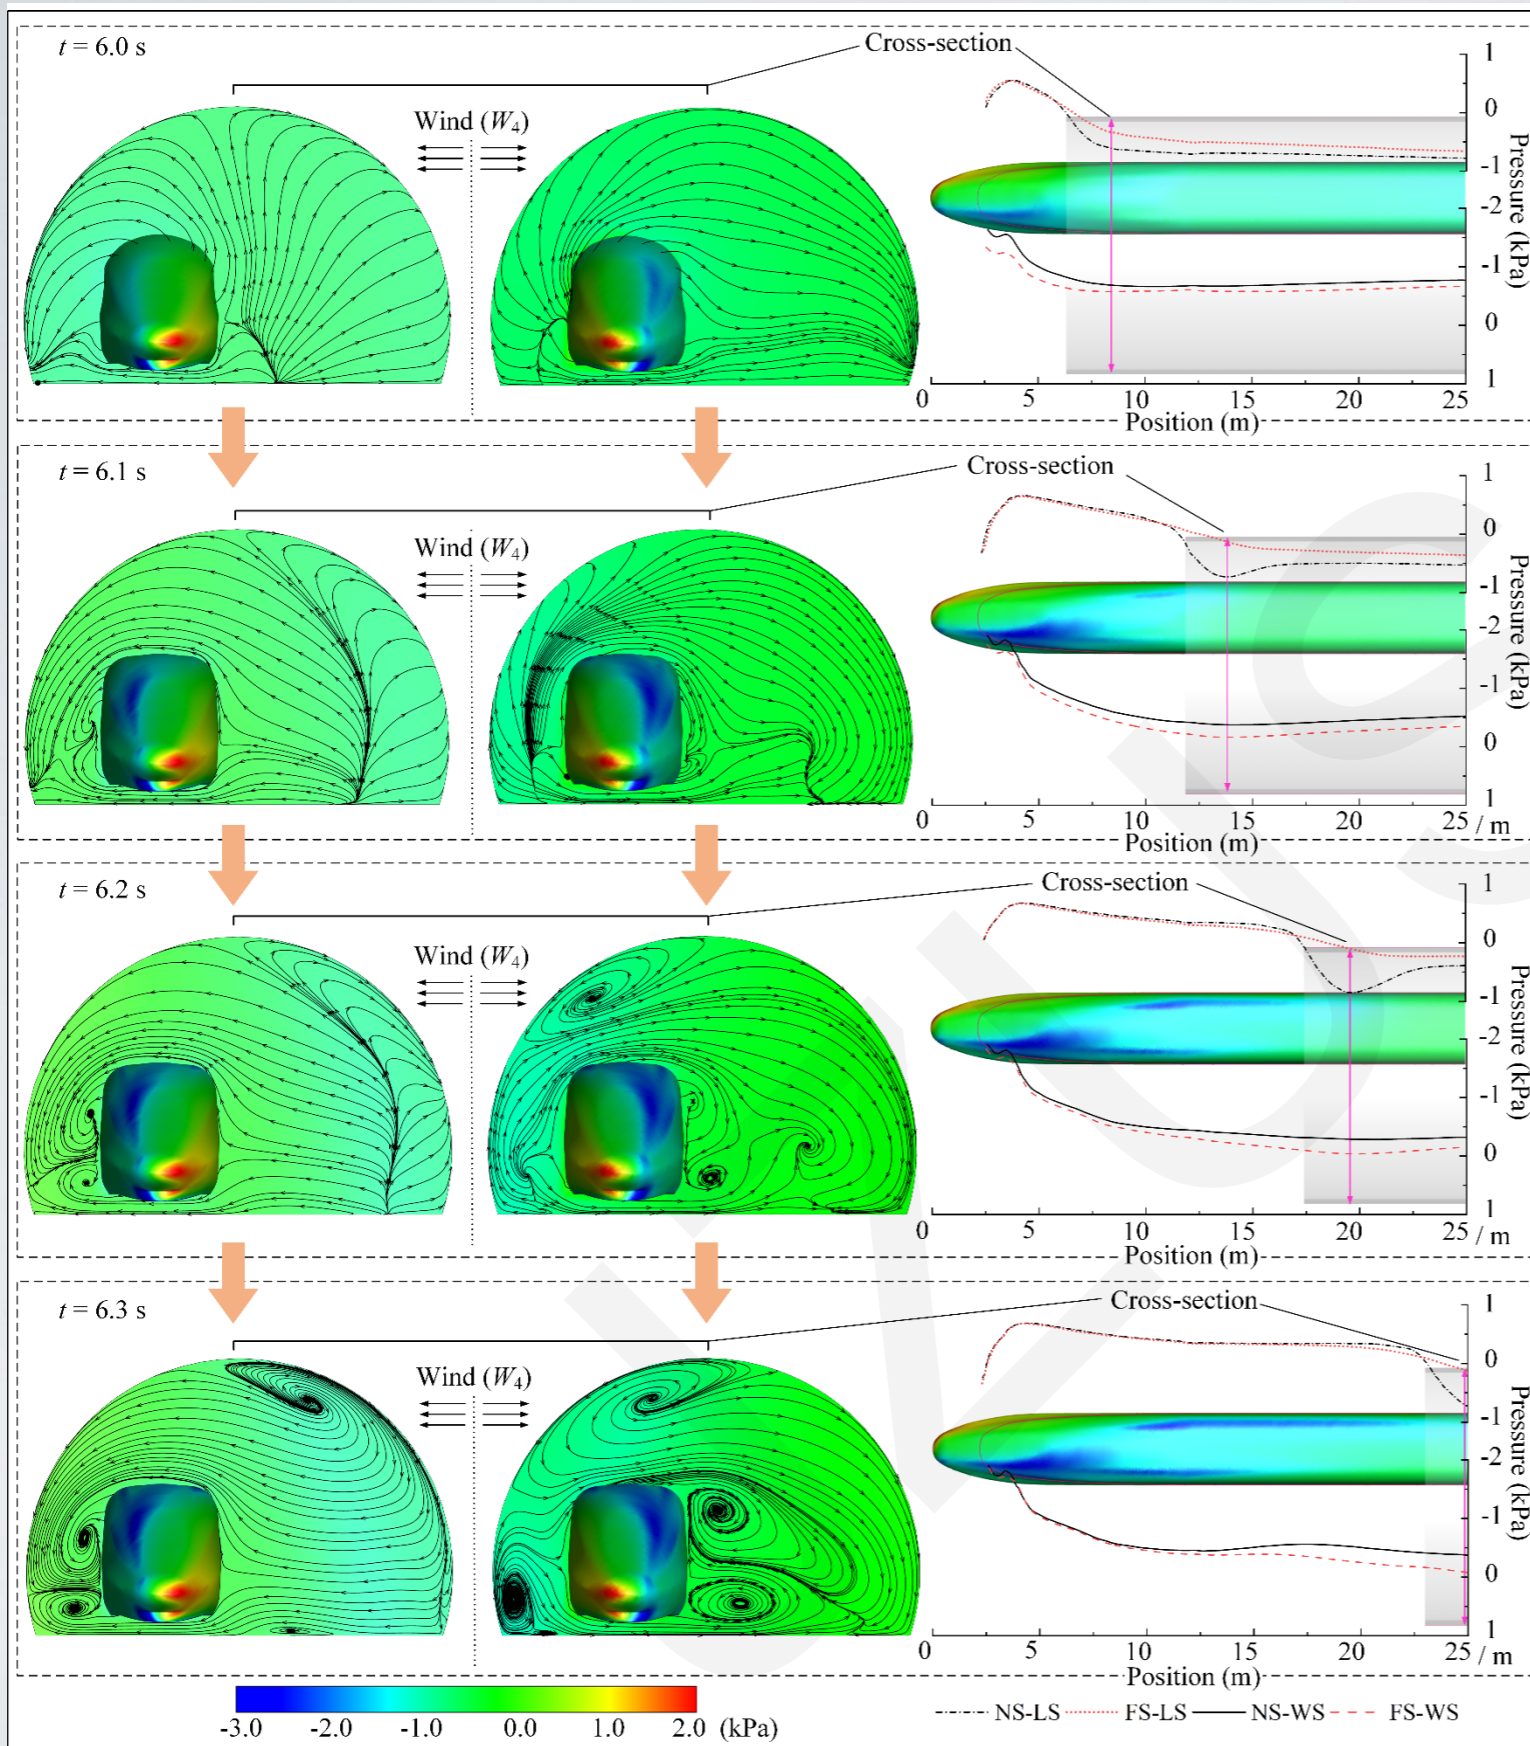 t = 6.0 s
Cross-section
Wind (W4)
1
0
-1
-2
-1
0
1
Pressure (kPa)
0 5 10 15 20 25
Position (m)
t = 6.1 s
Cross-section
Wind (W4)
1
0
-1
-2
-1
0
1
Pressure (kPa)
0 5 10 15 20 25 / m
Position (m)
t = 6.2 s
Cross-section
Wind (W4)
1
0
-1
-2
-1
0
1
Pressure (kPa)
0 5 10 15 20 25 / m
Position (m)
t = 6.3 s
Cross-section
Wind (W4)
1
0
-1
-2
-1
0
1
Pressure (kPa)
0 5 10 15 20 25 / m
Position (m)
-3.0 -2.0 -1.0 0.0 1.0 2.0 (kPa)
NS-LS FS-LS NS-WS FS-WS